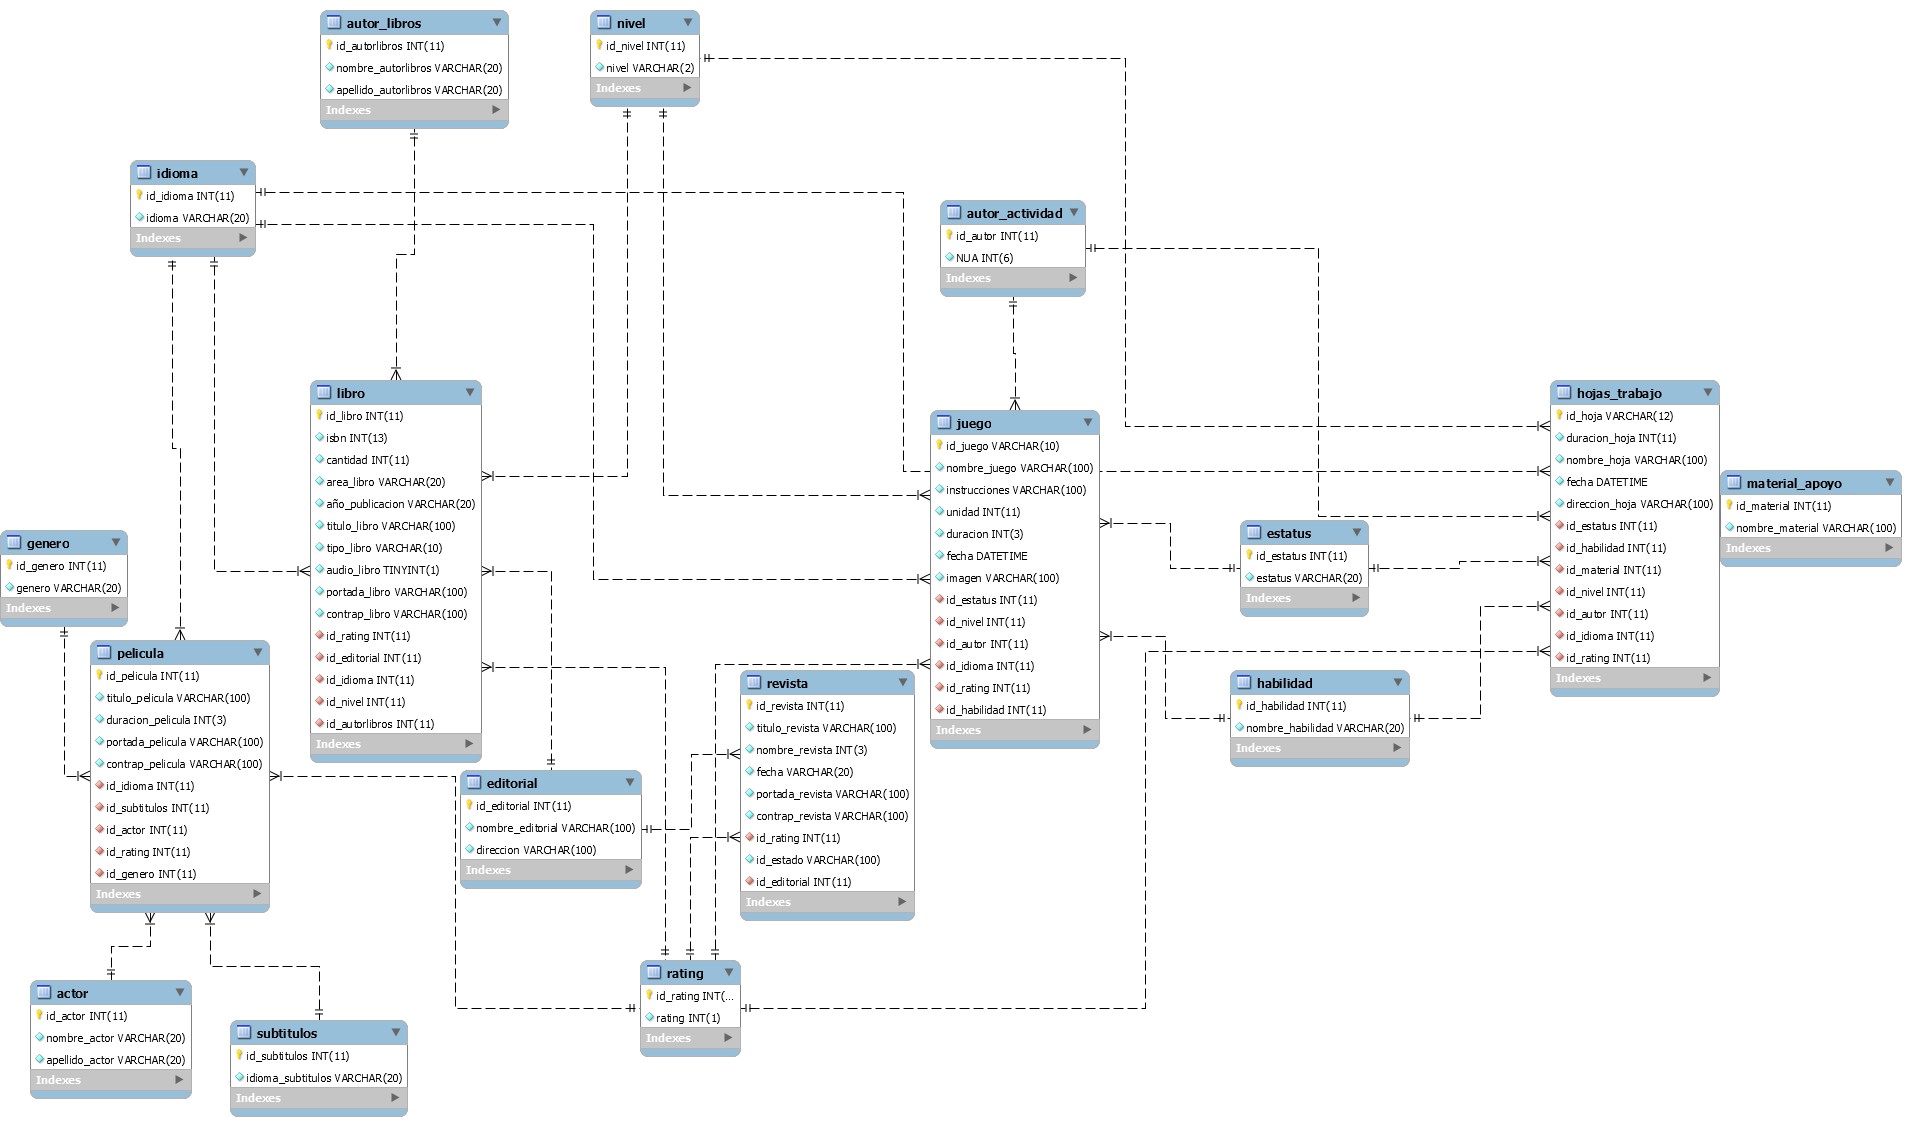 autor_libros
id_autorlibros INT(11)
nombre_autorlibros VARCHAR(20)
apellido_autorlibros VARCHAR(20)
Indexes
nivel
id_nivel INT(11)
nivel VARCHAR(2)
Indexes
idioma
id_idioma INT(11)
idioma VARCHAR(20)
Indexes
autor_actividad
id_autor INT(11)
NUA INT(6)
Indexes
libro
id_libro INT(11)
isbn INT(13)
cantidad INT(11)
area_libro VARCHAR(20)
año_publicacion VARCHAR(20)
titulo_libro VARCHAR(100)
tipo_libro VARCHAR(10)
audio_libro TINYINT(1)
portada_libro VARCHAR(100)
contrap_libro VARCHAR(100)
id_rating INT(11)
id_editorial INT(11)
id_idioma INT(11)
id_nivel INT(11)
id_autorlibros INT(11)
Indexes
juego
id_juego VARCHAR(10)
nombre_juego VARCHAR(100)
instrucciones VARCHAR(100)
unidad INT(11)
duracion INT(3)
fecha DATETIME
imagen VARCHAR(100)
id_estatus INT(11)
id_nivel INT(11)
id_autor INT(11)
id_idioma INT(11)
id_rating INT(11)
id_habilidad INT(11)
Indexes
hojas_trabajo
id_hoja VARCHAR(12)
duracion_hoja INT(11)
nombre_hoja VARCHAR(100)
fecha DATETIME
direccion_hoja VARCHAR(100)
id_estatus INT(11)
id_habilidad INT(11)
id_material INT(11)
id_nivel INT(11)
id_autor INT(11)
id_idioma INT(11)
id_rating INT(11)
Indexes
material_apoyo
id_material INT(11)
nombre_material VARCHAR(100)
Indexes
estatus
id_estatus INT(11)
estatus VARCHAR(20)
Indexes
genero
id_genero INT(11)
genero VARCHAR(20)
Indexes
pelicula
id_pelicula INT(11)
titulo_pelicula VARCHAR(100)
duracion_pelicula INT(3)
portada_pelicula VARCHAR(100)
contrap_pelicula VARCHAR(100)
id_idioma INT(11)
id_subtitulos INT(11)
id_actor INT(11)
id_rating INT(11)
id_genero INT(11)
Indexes
revista
id_revista INT(11)
titulo_revista VARCHAR(100)
nombre_revista INT(3)
fecha VARCHAR(20)
portada_revista VARCHAR(100)
contrap_revista VARCHAR(100)
id_rating INT(11)
id_estado VARCHAR(100)
id_editorial INT(11)
Indexes
habilidad
id_habilidad INT(11)
nombre_habilidad VARCHAR(20)
Indexes
editorial
id_editorial INT(11)
nombre_editorial VARCHAR(100)
direccion VARCHAR(100)
Indexes
rating
id_rating INT(...
rating INT(1)
Indexes
actor
id_actor INT(11)
nombre_actor VARCHAR(20)
apellido_actor VARCHAR(20)
Indexes
subtitulos
id_subtitulos INT(11)
idioma_subtitulos VARCHAR(20)
Indexes